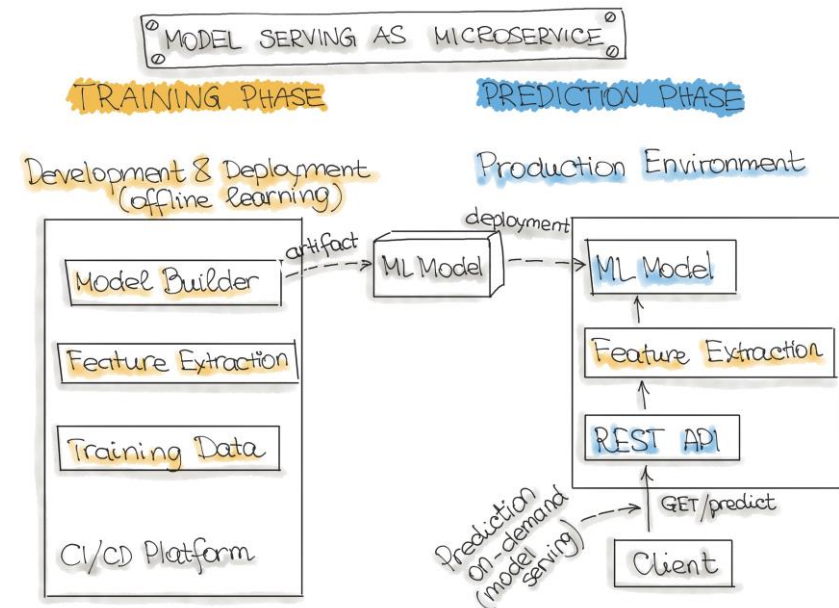 MODEL SERVING AS MICROSERVICE
TRAINING PHASE
PREDICTION PHASE
Development & Deployment
(offline learning)
Production Environment
Model Builder
Feature Extraction
Training Data
CI/CD Platform
artifact
ML Model
deployment
ML Model
Feature Extraction
REST API
GET/predict
Prediction
on-demand
(model
serving)
Client